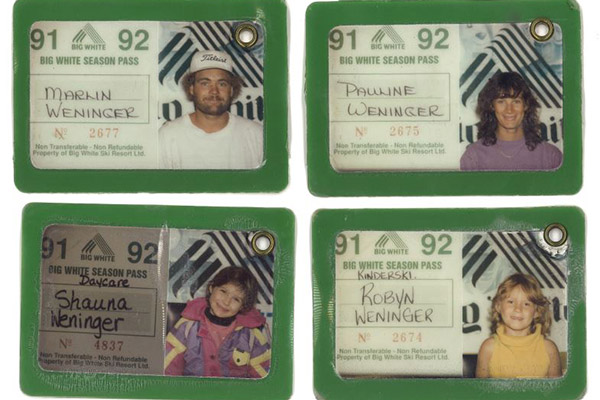 91 92
BIG WHITE
BIG WHITE SEASON PASS
MARNIN
WENINGER
Nº 2677
Non Transferable - Non Refundable
Property of Big White Ski Resort Ltd.
Titleist
91 92
BIG WHITE
BIG WHITE SEASON PASS
PAULINE
WENINGER
Nº 2675
Non Transferable - Non Refundable
Property of Big White Ski Resort Ltd.
91 92
BIG WHITE
BIG WHITE SEASON PASS
Daycare
Shauna
Weninger
Nº 4837
Non Transferable - Non Refundable
Property of Big White Ski Resort Ltd.
91 92
BIG WHITE
BIG WHITE SEASON PASS
KINDERSKI.
ROBYN
WENINGER
Nº 2674
Non Transferable - Non Refundable
Property of Big White Ski Resort Ltd.